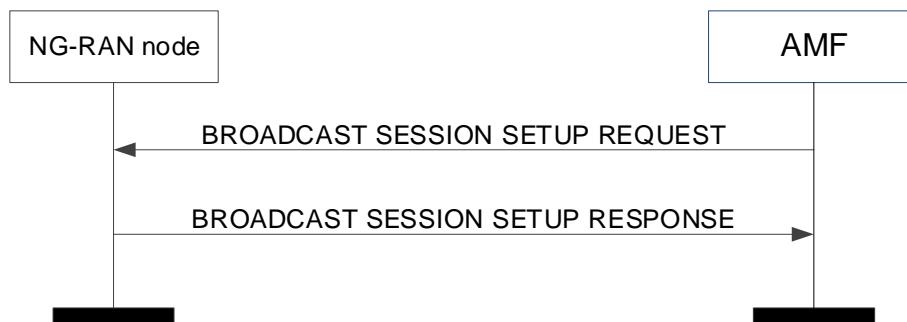 NG-RAN node
AMF
BROADCAST SESSION SETUP REQUEST
BROADCAST SESSION SETUP RESPONSE